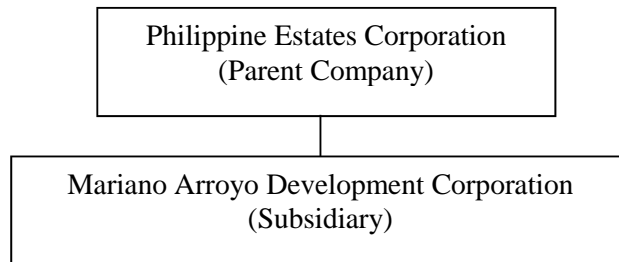 Philippine Estates Corporation
(Parent Company)
Mariano Arroyo Development Corporation
(Subsidiary)